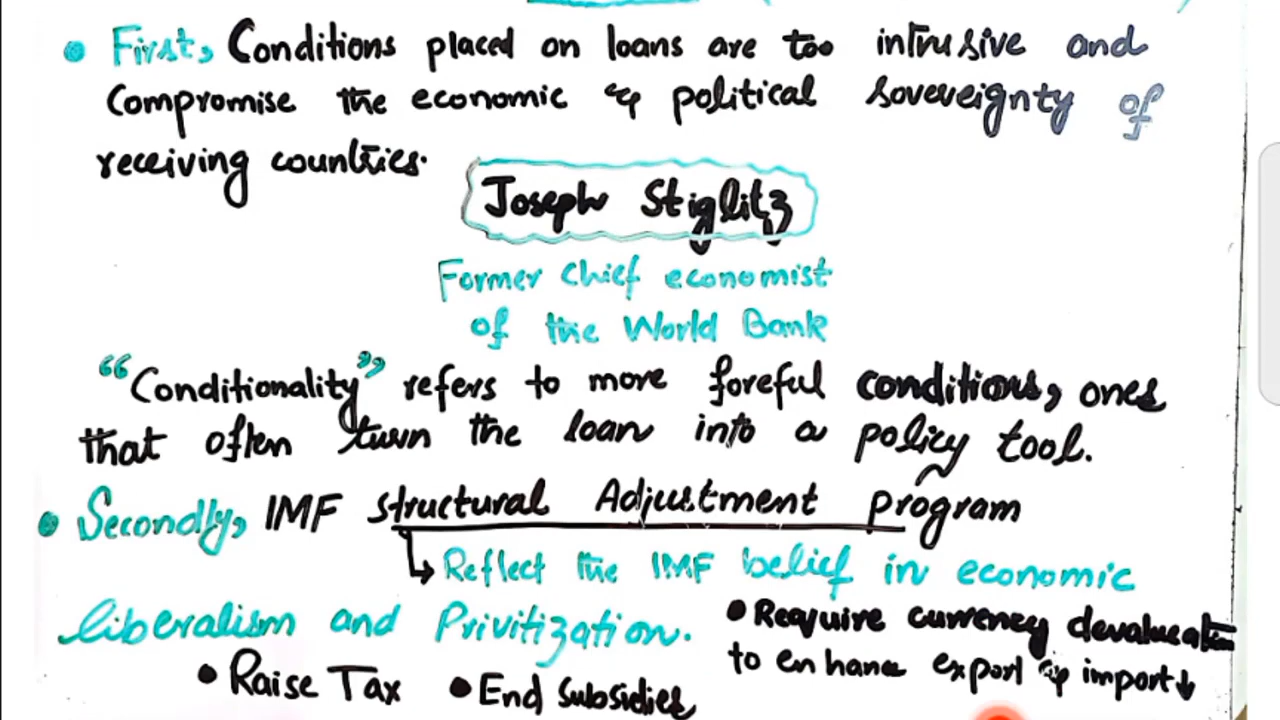 • First, Conditions placed on loans are too intrusive and
Compromise the economic & political sovereignty of
receiving countries.
Joseph Stiglitz
Former Chief economist
of the World Bank
"Conditionality" refers to more foreful conditions, ones
that often turn the loan into a policy tool.
• Secondly, IMF structural Adjustment program
↳ Reflect the IMF belief in economic
liberalism and Privitization.
• Raise Tax • End Subsidies
• Require currency devaluation
to enhance export & import ↓